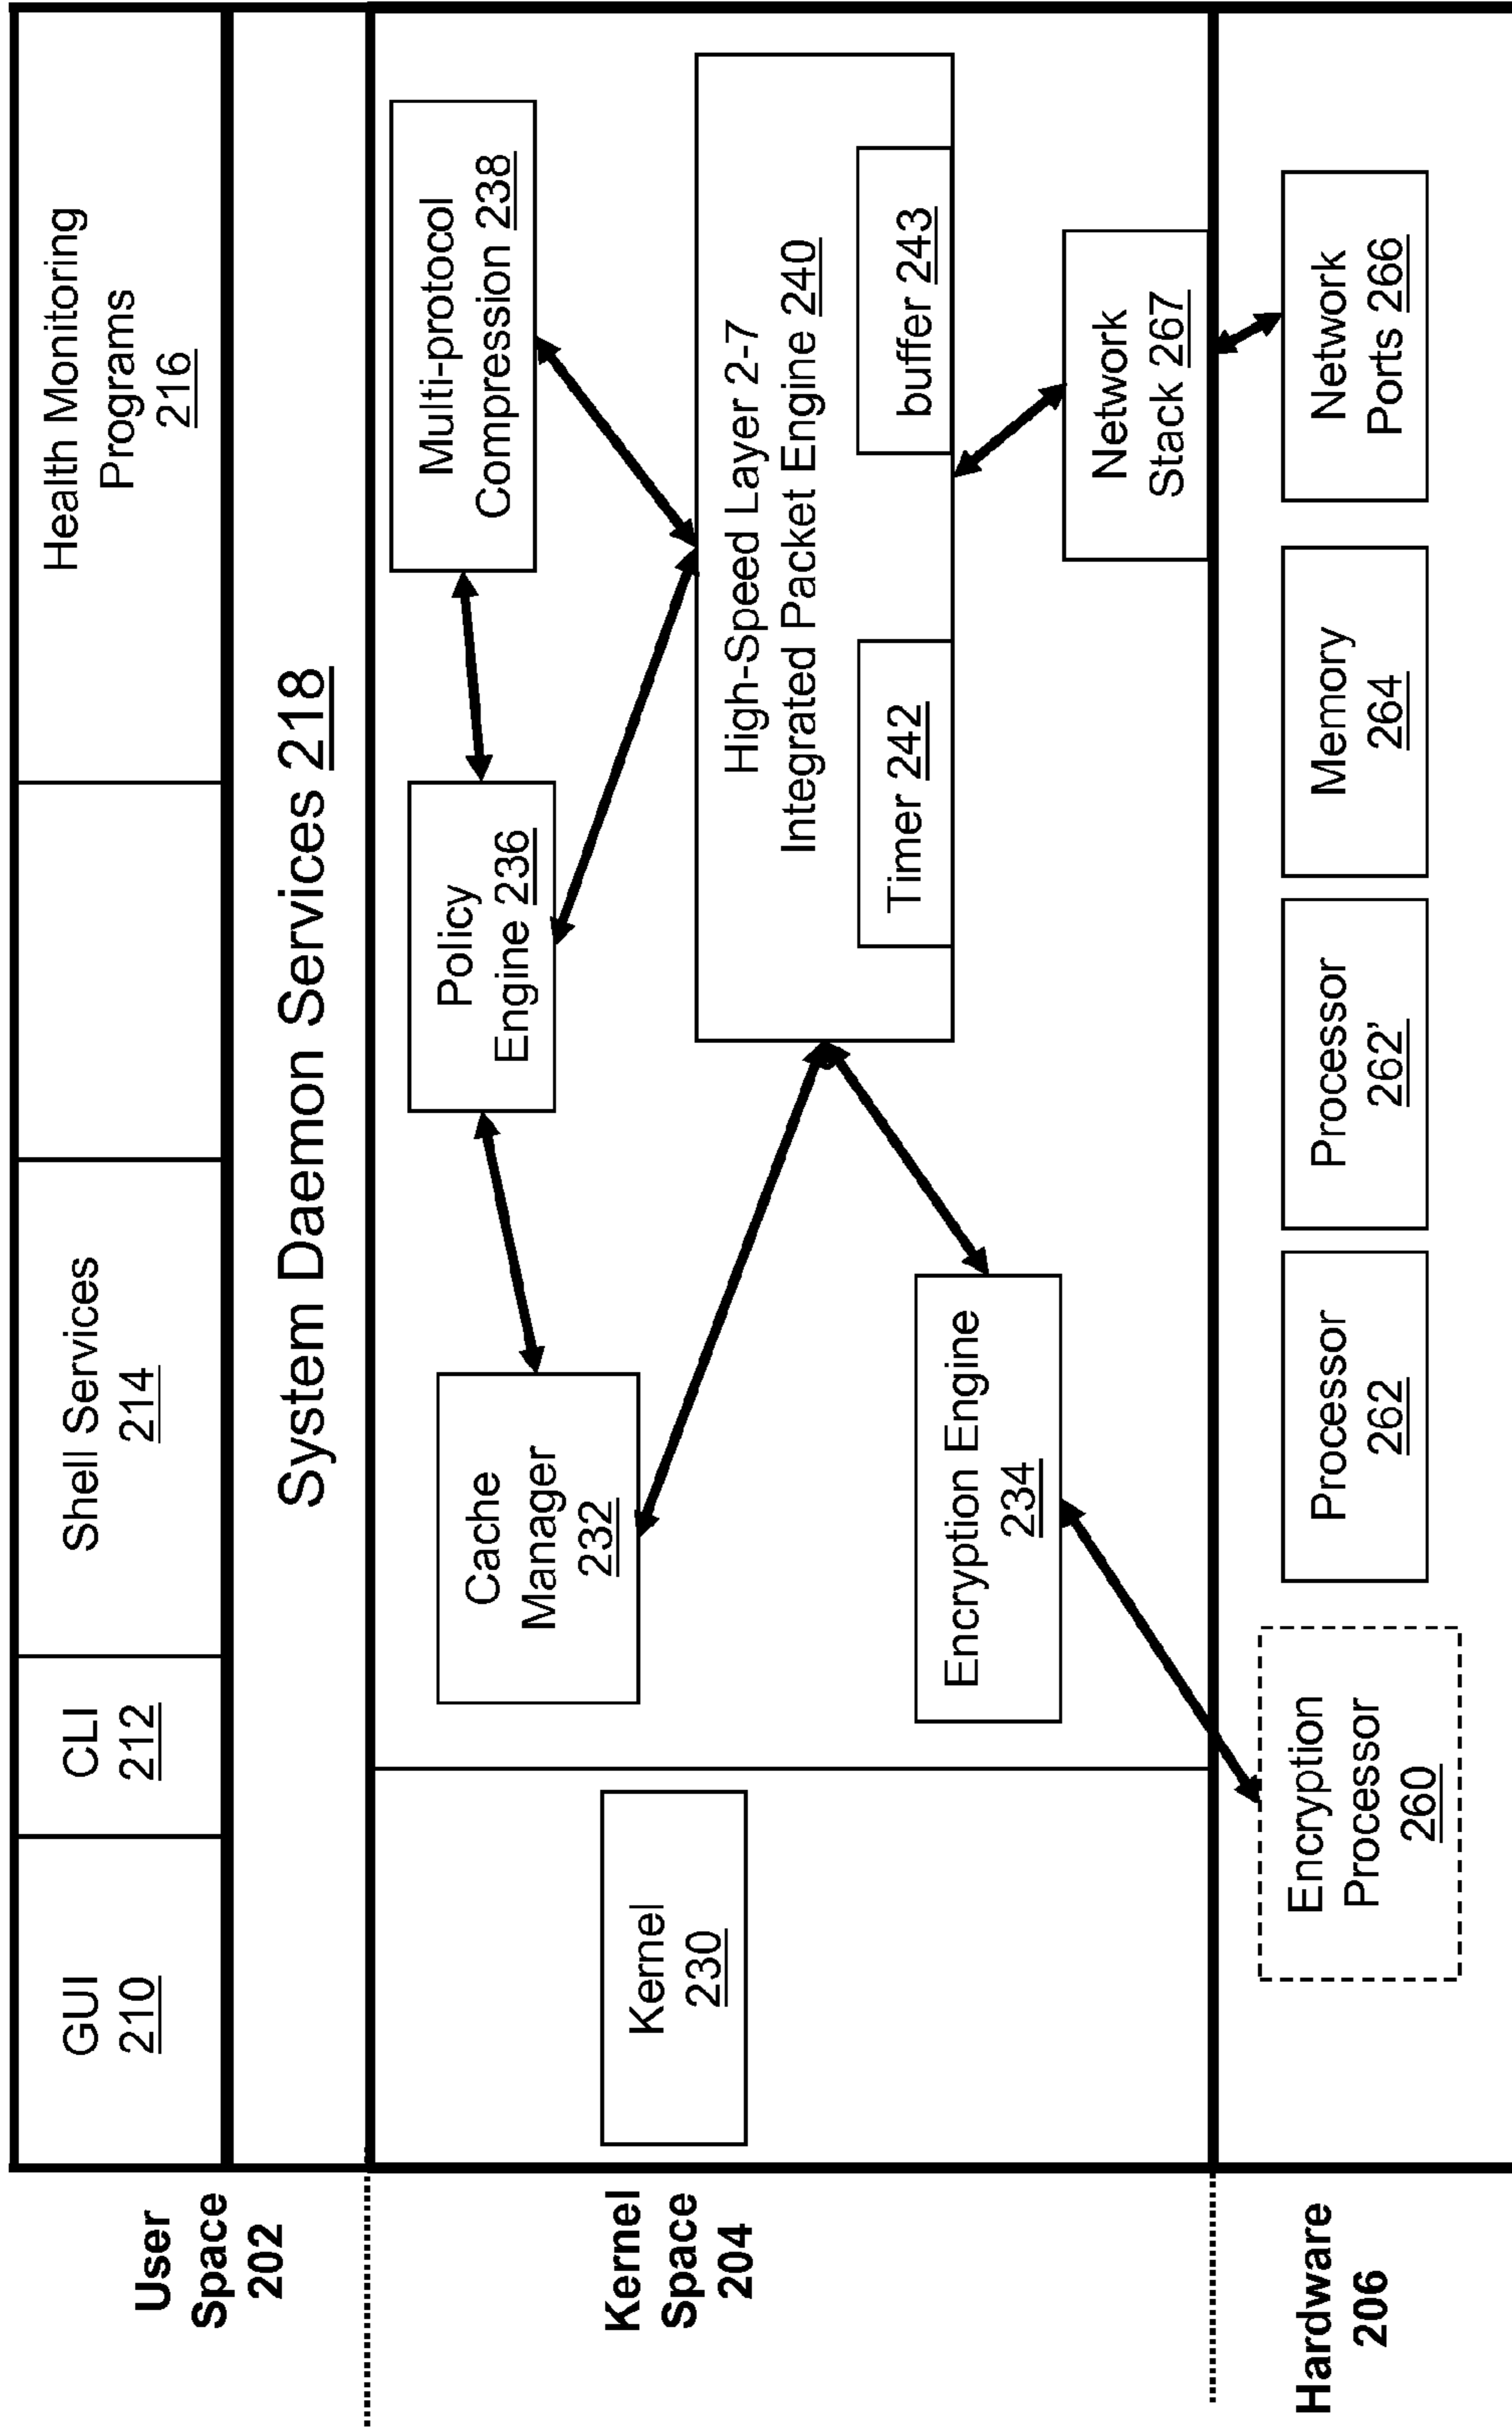 User
Space
202
GUI
210
CLI
212
Shell Services
214
Health Monitoring
Programs
216
System Daemon Services 218
Kernel
Space
204
Kernel
230
Cache
Manager
232
Policy
Engine 236
Multi-protocol
Compression 238
High-Speed Layer 2-7
Integrated Packet Engine 240
Timer 242
buffer 243
Encryption Engine
234
Network
Stack 267
Hardware
206
Encryption
Processor
260
Processor
262
Processor
262’
Memory
264
Network
Ports 266